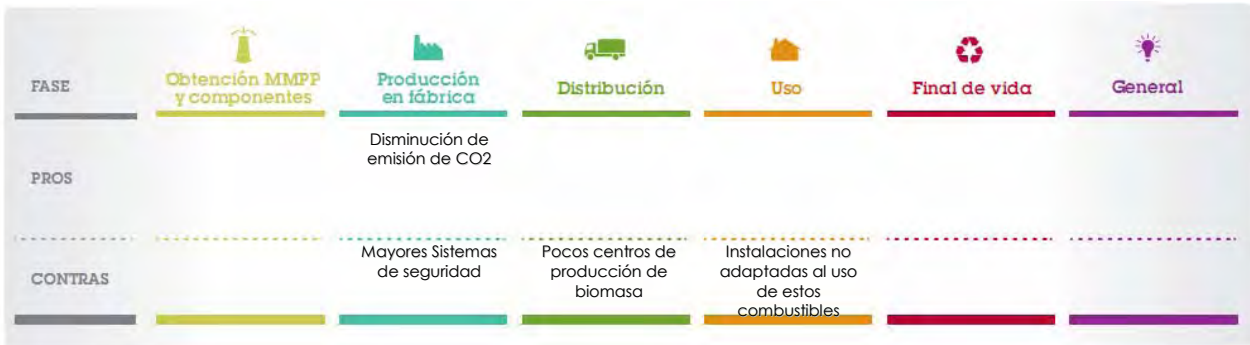 FASE
Obtención MMPP
y componentes
Producción
en fábrica
Distribución
Uso
Final de vida
General
PROS
Disminución de
emisión de CO2
CONTRAS
Mayores Sistemas
de seguridad
Pocos centros de
producción de
biomasa
Instalaciones no
adaptadas al uso
de estos
combustibles